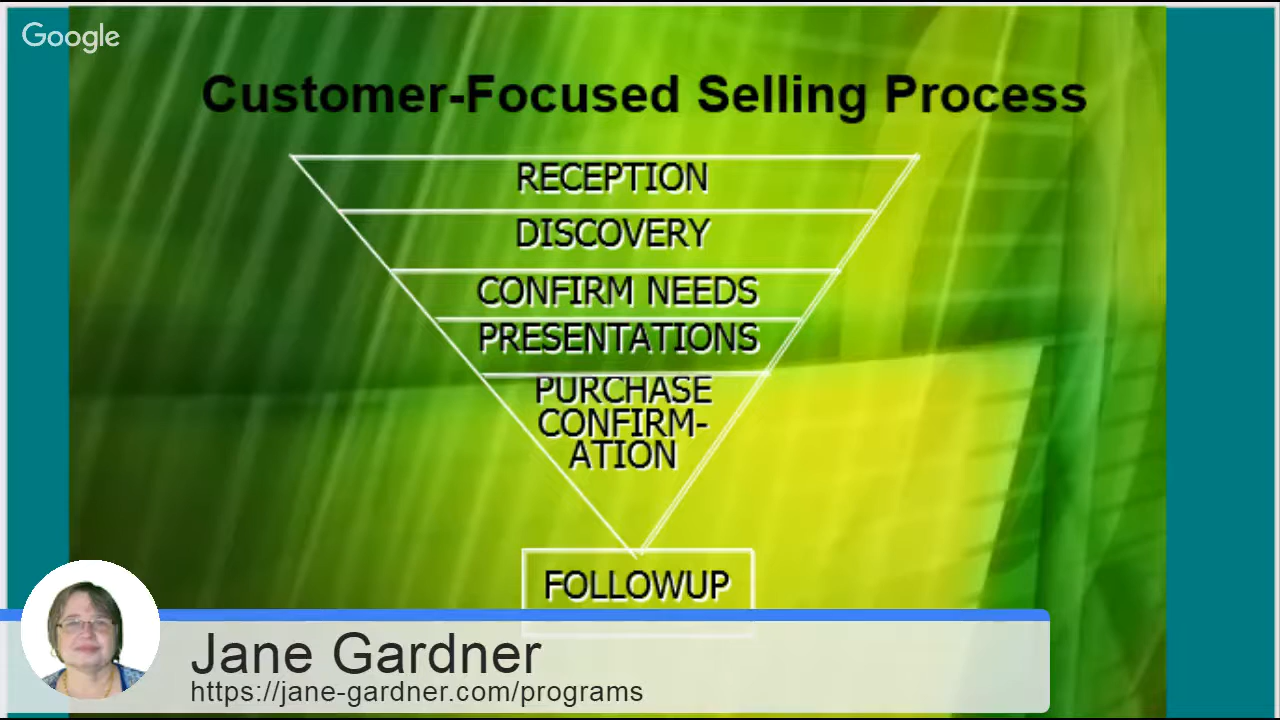 Google
Customer-Focused Selling Process
RECEPTION
DISCOVERY
CONFIRM NEEDS
PRESENTATIONS
PURCHASE
CONFIRM-
ATION
FOLLOWUP
Jane Gardner
https://jane-gardner.com/programs